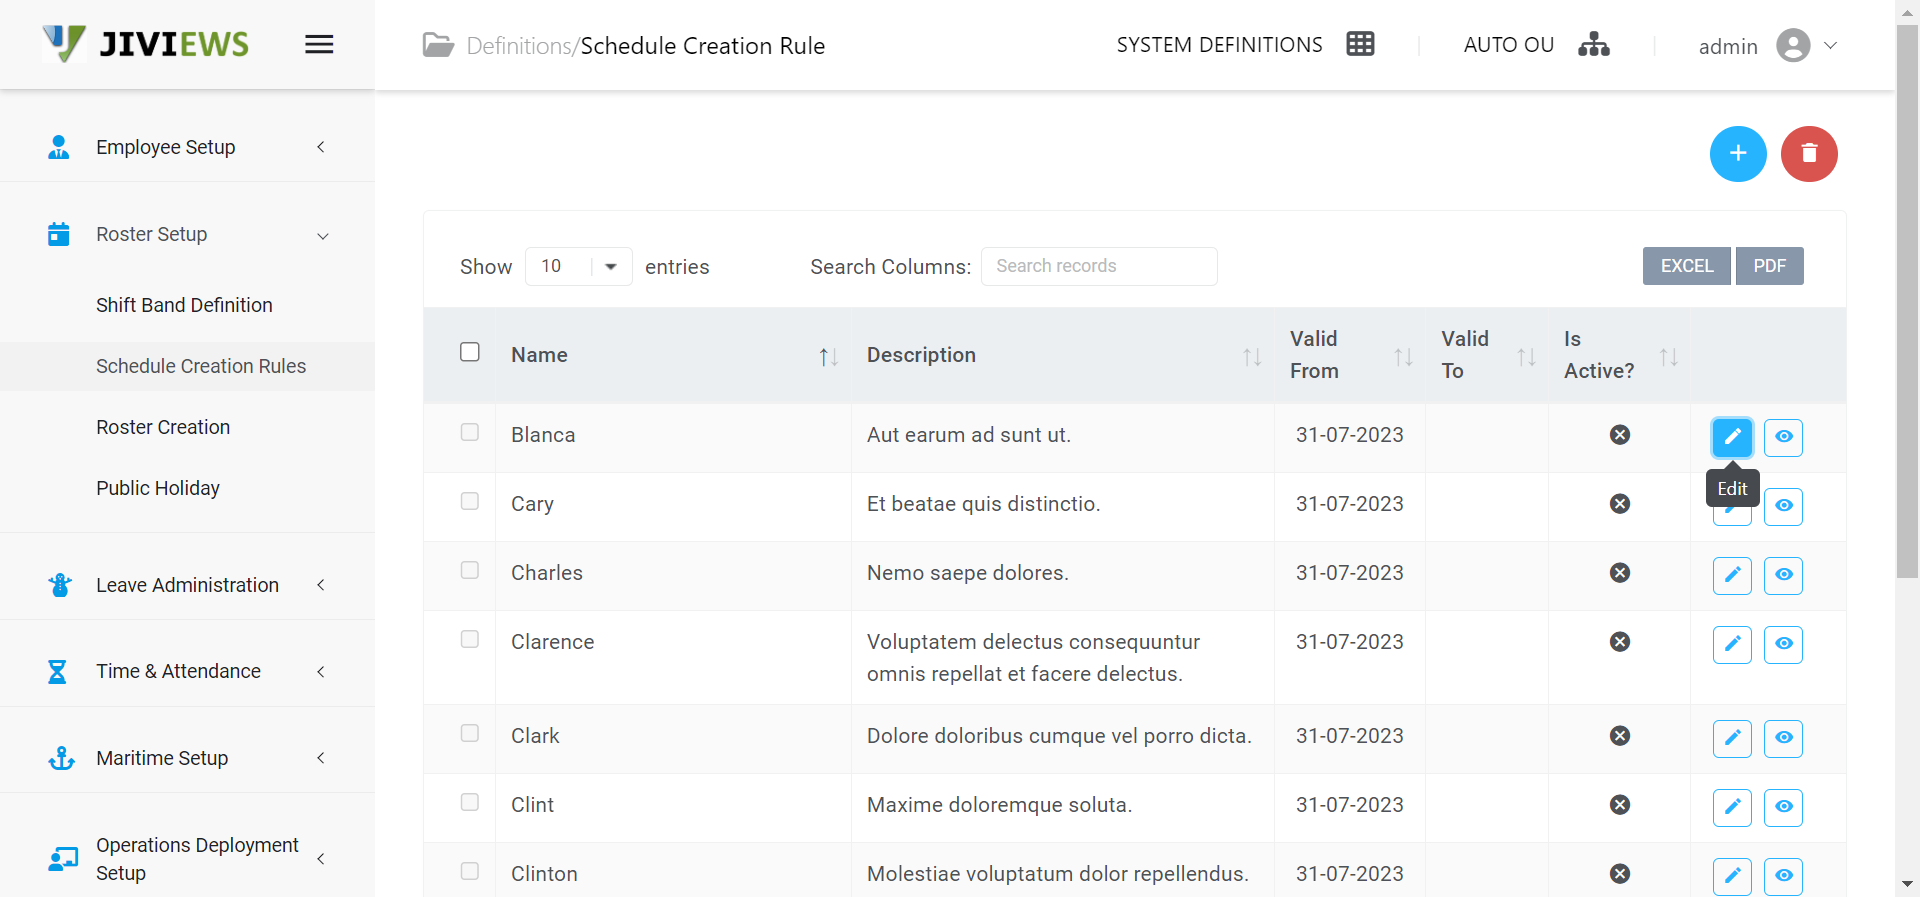 JIVIEWS
Definitions/Schedule Creation Rule
SYSTEM DEFINITIONS
AUTO OU
admin
Employee Setup
Roster Setup
Shift Band Definition
Schedule Creation Rules
Roster Creation
Public Holiday
Leave Administration
Time & Attendance
Maritime Setup
Operations Deployment
Setup
Show 10 entries
Search Columns: Search records
EXCEL PDF
Name Description Valid From Valid To Is Active?
Blanca Aut earum ad sunt ut. 31-07-2023
Edit
Cary Et beatae quis distinctio. 31-07-2023
Charles Nemo saepe dolores. 31-07-2023
Clarence Voluptatem delectus consequuntur 31-07-2023
omnis repellat et facere delectus.
Clark Dolore doloribus cumque vel porro dicta. 31-07-2023
Clint Maxime doloremque soluta. 31-07-2023
Clinton Molestiae voluptatum dolor repellendus. 31-07-2023